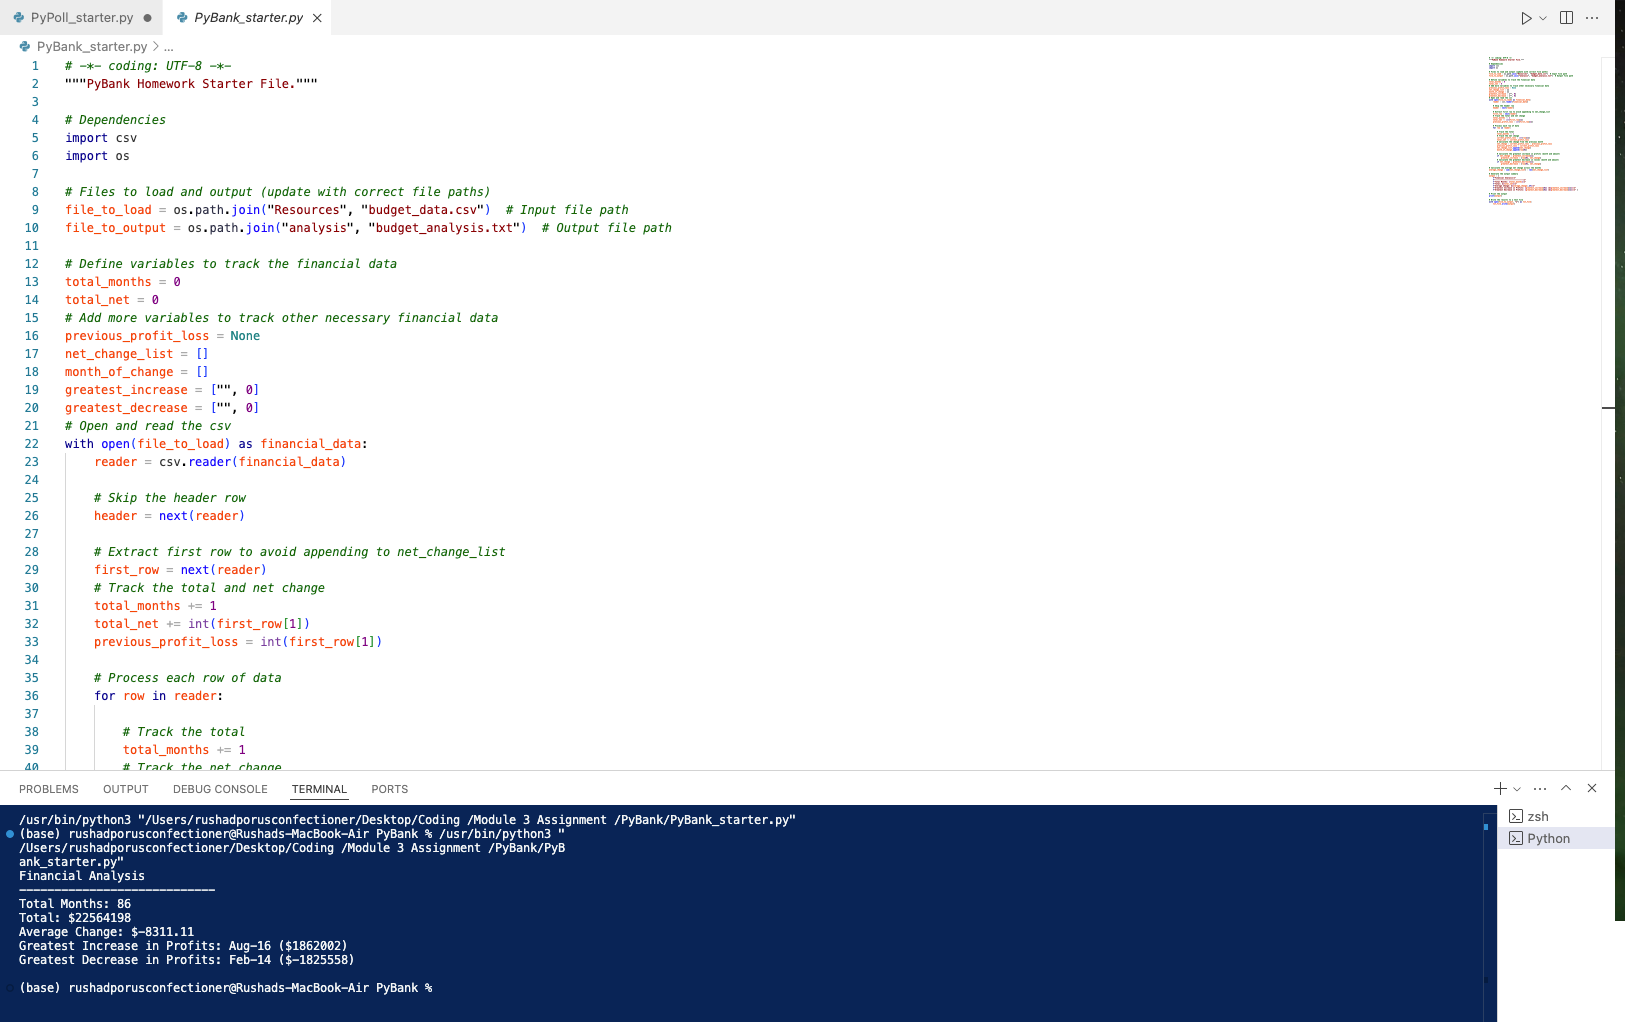 PyPoll_starter.py
PyBank_starter.py
PyBank_starter.py > ...
1 # -*- coding: UTF-8 -*-
2 """PyBank Homework Starter File."""
3
4 # Dependencies
5 import csv
6 import os
7
8 # Files to load and output (update with correct file paths)
9 file_to_load = os.path.join("Resources", "budget_data.csv")  # Input file path
10 file_to_output = os.path.join("analysis", "budget_analysis.txt")  # Output file path
11
12 # Define variables to track the financial data
13 total_months = 0
14 total_net = 0
15 # Add more variables to track other necessary financial data
16 previous_profit_loss = None
17 net_change_list = []
18 month_of_change = []
19 greatest_increase = ["", 0]
20 greatest_decrease = ["", 0]
21 # Open and read the csv
22 with open(file_to_load) as financial_data:
23     reader = csv.reader(financial_data)
24
25     # Skip the header row
26     header = next(reader)
27
28     # Extract first row to avoid appending to net_change_list
29     first_row = next(reader)
30     # Track the total and net change
31     total_months += 1
32     total_net += int(first_row[1])
33     previous_profit_loss = int(first_row[1])
34
35     # Process each row of data
36     for row in reader:
37
38         # Track the total
39         total_months += 1
40         # Track the net change
PROBLEMS OUTPUT DEBUG CONSOLE TERMINAL PORTS
/usr/bin/python3 "/Users/rushadporusconfectioner/Desktop/Coding /Module 3 Assignment /PyBank/PyBank_starter.py"
(base) rushadporusconfectioner@Rushads-MacBook-Air PyBank % /usr/bin/python3 "
/Users/rushadporusconfectioner/Desktop/Coding /Module 3 Assignment /PyBank/PyB
ank_starter.py"
Financial Analysis
----------------------------
Total Months: 86
Total: $22564198
Average Change: $-8311.11
Greatest Increase in Profits: Aug-16 ($1862002)
Greatest Decrease in Profits: Feb-14 ($-1825558)
(base) rushadporusconfectioner@Rushads-MacBook-Air PyBank %
zsh
Python